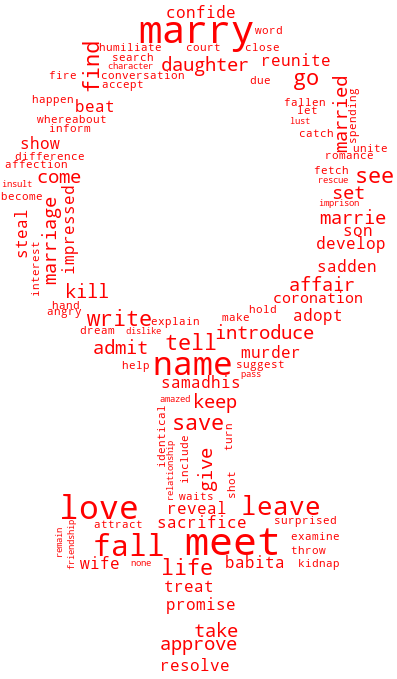 confide
marry
word
humiliate
court
close
find
search
daughter
reunite
character
fire
conversation
accept
due
go
married
spending
happen
beat
fallen
let
whereabout
lust
inform
catch
show
unite
difference
romance
affection
come
fetch
see
insult
rescue
set
become
impressed
imprison
marriage
steal
marrie
son
develop
interest
sadden
kill
affair
coronation
hand
angry
write
explain
hold
make
adopt
dream
dislike
introduce
admit
tell
murder
help
name
suggest
pass
samadhis
amazed
keep
identical
save
turn
include
relationship
give
shot
waits
love
reveal
leave
attract
sacrifice
surprised
remain
friendship
fall
meet
examine
throw
wife
none
life
babita
kidnap
treat
promise
take
approve
resolve